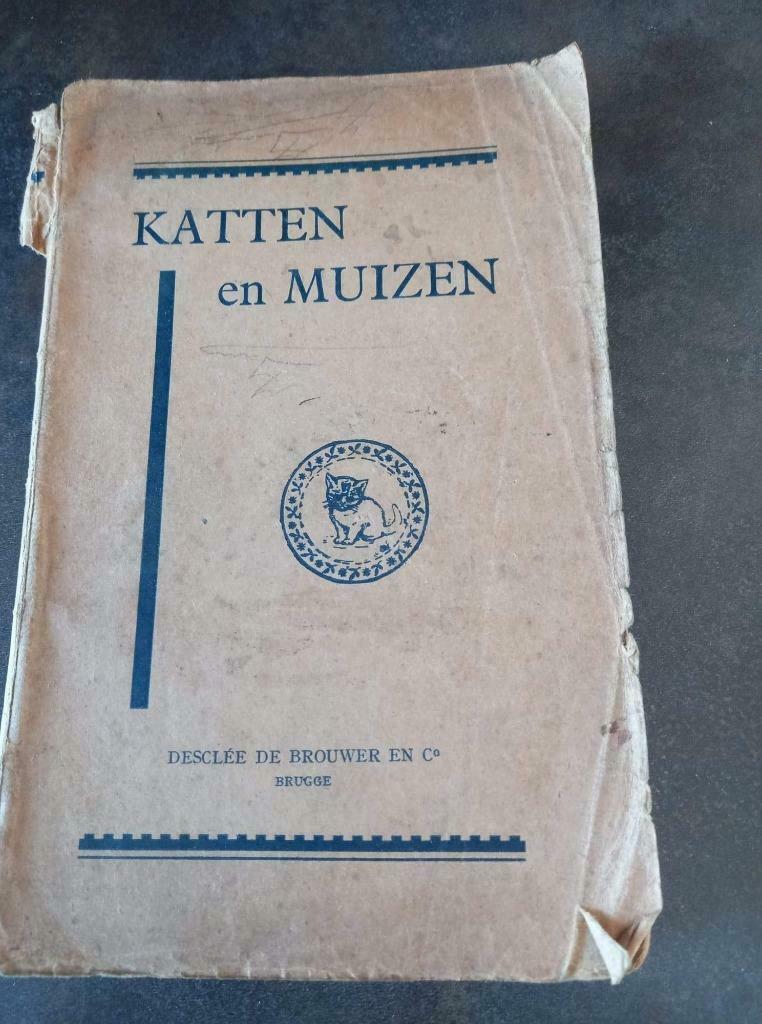 KATTEN
en MUIZEN
DESCLÉE DE BROUWER EN Cº
BRUGGE